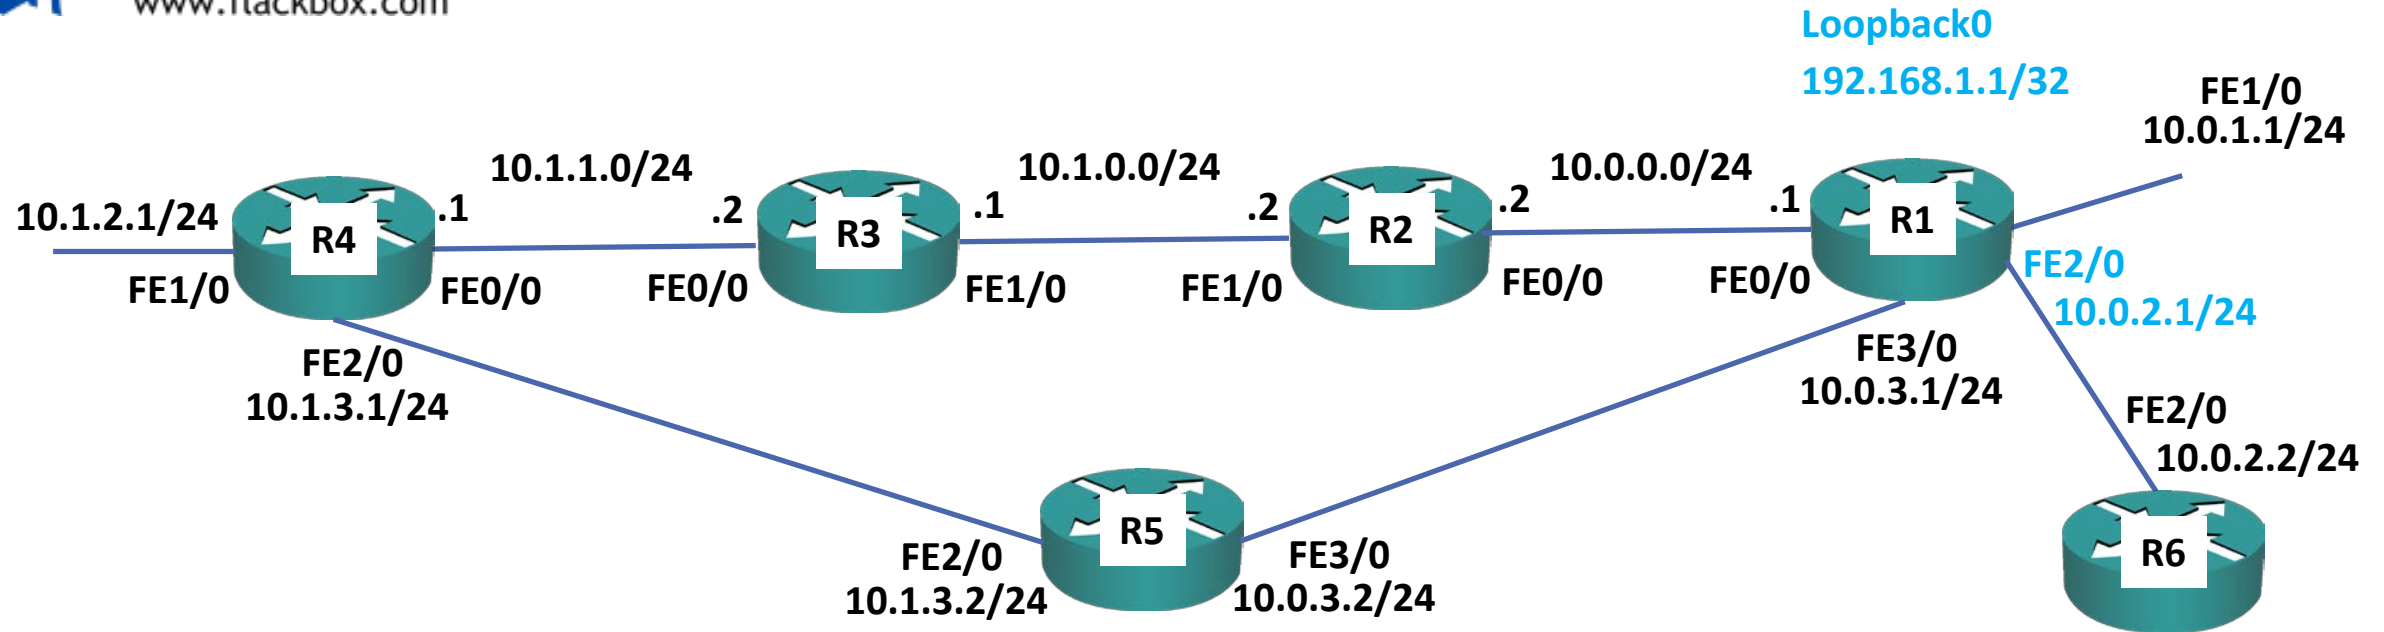 www.flackbox.com
Loopback0
192.168.1.1/32
FE1/0
10.0.1.1/24
10.1.1.0/24
10.1.0.0/24
10.0.0.0/24
10.1.2.1/24
.1
.2
.1
.2
.2
.1
R4
R3
R2
R1
FE1/0
FE0/0
FE0/0
FE1/0
FE1/0
FE0/0
FE0/0
FE2/0
10.0.2.1/24
FE2/0
10.1.3.1/24
FE3/0
10.0.3.1/24
FE2/0
10.0.2.2/24
R5
R6
FE2/0
10.1.3.2/24
FE3/0
10.0.3.2/24